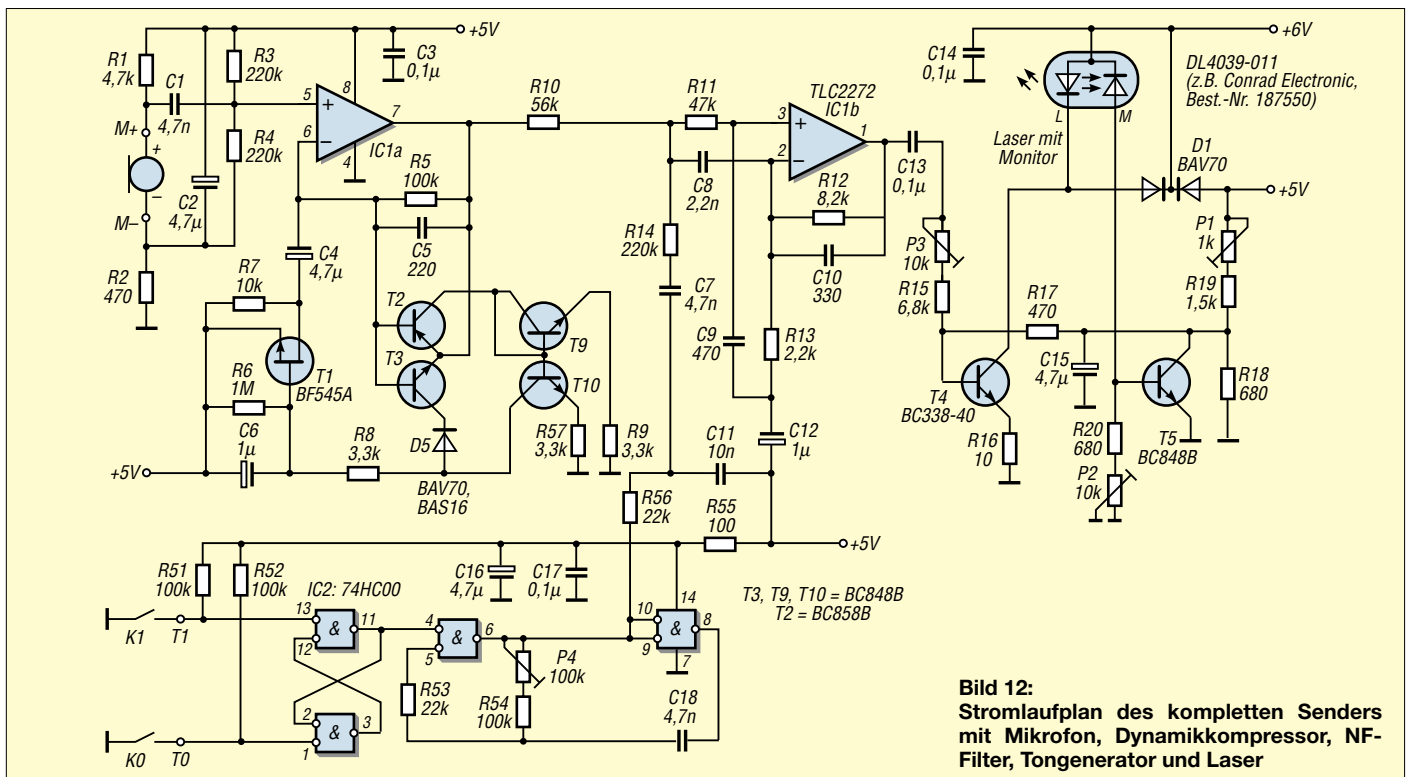 +5V
R1
4,7k
C1
4,7n
R3
220k
C3
0,1µ
R4
220k
M+
+
–
M–
C2
4,7µ
R2
470
5
+
6
–
8
4
7
IC1a
R5
100k
C5
220
C4
4,7µ
R7
10k
R6
1M
T1
BF545A
C6
1µ
+5V
R8
3,3k
T2
T3
D5
BAV70,
BAS16
T9
T10
R57
3,3k
R9
3,3k
R10
56k
R11
47k
C8
2,2n
R14
220k
C7
4,7n
C9
470
TLC2272
IC1b
3
+
2
–
1
R12
8,2k
C10
330
R13
2,2k
C12
1µ
C11
10n
R56
22k
R55
100
+5V
C13
0,1µ
P3
10k
R15
6,8k
C14
0,1µ
+6V
DL4039-011
(z.B. Conrad Electronic,
Best.-Nr. 187550)
L
M
Laser mit
Monitor
D1
BAV70
+5V
P1
1k
R19
1,5k
R17
470
C15
4,7µ
T4
BC338-40
R16
10
R20
680
P2
10k
T5
BC848B
R18
680
R51
100k
R52
100k
IC2: 74HC00
C16
4,7µ
C17
0,1µ
T3, T9, T10 = BC848B
T2 = BC858B
K1
T1
13
12
&
11
4
5
&
6
10
9
&
14
8
7
P4
100k
R53
22k
R54
100k
C18
4,7n
2
1
&
3
K0
T0
Bild 12:
Stromlaufplan des kompletten Senders
mit Mikrofon, Dynamikkompressor, NF-
Filter, Tongenerator und Laser